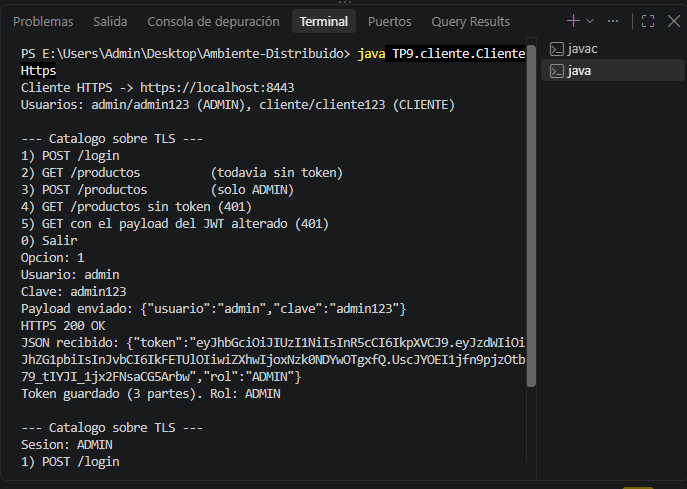 Problemas Salida Consola de depuración Terminal Puertos Query Results
PS E:\Users\Admin\Desktop\Ambiente-Distribuido> java TP9.cliente.Cliente
Https
Cliente HTTPS -> https://localhost:8443
Usuarios: admin/admin123 (ADMIN), cliente/cliente123 (CLIENTE)
--- Catalogo sobre TLS ---
1) POST /login
2) GET /productos (todavia sin token)
3) POST /productos (solo ADMIN)
4) GET /productos sin token (401)
5) GET con el payload del JWT alterado (401)
0) Salir
Opcion: 1
Usuario: admin
Clave: admin123
Payload enviado: {"usuario":"admin","clave":"admin123"}
HTTPS 200 OK
JSON recibido: {"token":"eyJhbGciOiJIUzI1NiIsInR5cCI6IkpXVCJ9.eyJzdWIiOi
JhZG1pbiIsInJvbCI6IkFETUlOIiwiZXhwIjoxNzk0NDYwOTgxfQ.UscJYOEI1jfn9pjzOtb
79_tIYJI_1jx2FNsaCG5Arbw","rol":"ADMIN"}
Token guardado (3 partes). Rol: ADMIN
--- Catalogo sobre TLS ---
Sesion: ADMIN
1) POST /login
javac
java